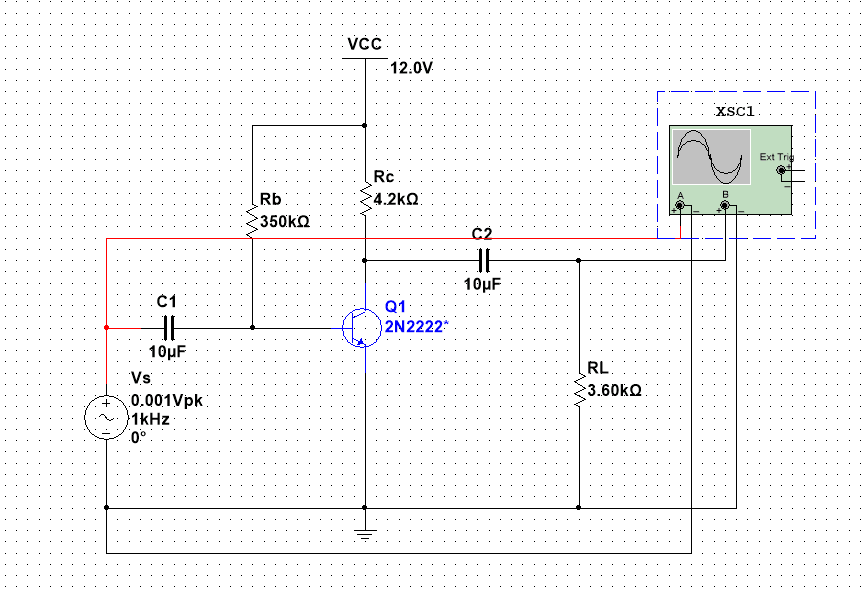 VCC
12.0V
XSC1
Ext Trig
+
−
A
B
+ − + −
Rc
4.2kΩ
Rb
350kΩ
C2
10µF
C1
10µF
Q1
2N2222*
Vs
0.001Vpk
1kHz
0°
RL
3.60kΩ